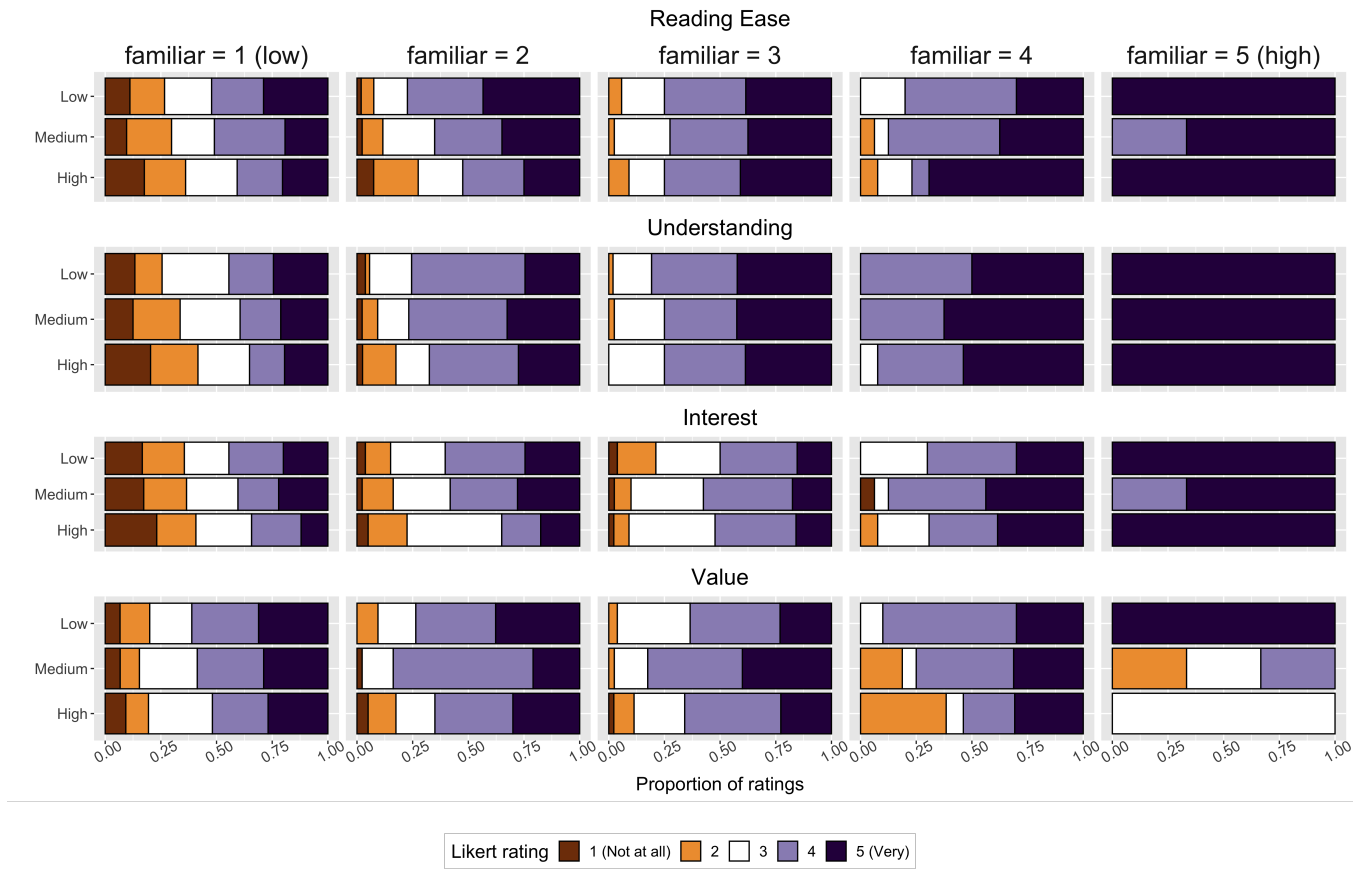 Reading Ease
familiar = 1 (low) familiar = 2 familiar = 3 familiar = 4 familiar = 5 (high)
Low
Medium
High
Understanding
Low
Medium
High
Interest
Low
Medium
High
Value
Low
Medium
High
0.00 0.25 0.50 0.75 1.00 0.00 0.25 0.50 0.75 1.00 0.00 0.25 0.50 0.75 1.00 0.00 0.25 0.50 0.75 1.00 0.00 0.25 0.50 0.75 1.00
Proportion of ratings
Likert rating 1 (Not at all) 2 3 4 5 (Very)